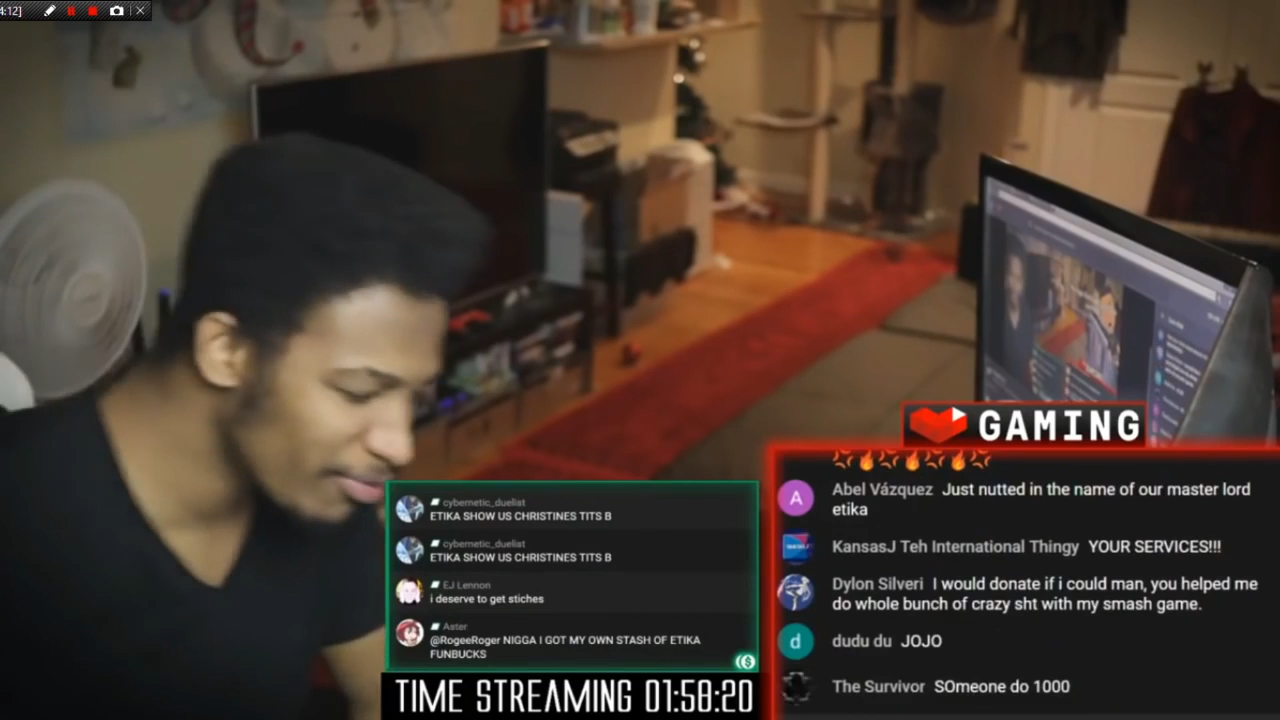 4:12]
GAMING
Abel Vázquez Just nutted in the name of our master lord
etika
KansasJ Teh International Thingy YOUR SERVICES!!!
Dylon Silveri I would donate if i could man, you helped me
do whole bunch of crazy sht with my smash game.
dudu du JOJO
The Survivor SOmeone do 1000
A
d
cybernetic_duelist
ETIKA SHOW US CHRISTINES TITS B
cybernetic_duelist
ETIKA SHOW US CHRISTINES TITS B
EJ Lennon
i deserve to get stiches
Aster
@RogeeRoger NIGGA I GOT MY OWN STASH OF ETIKA
FUNBUCKS
TIME STREAMING 01:58:20